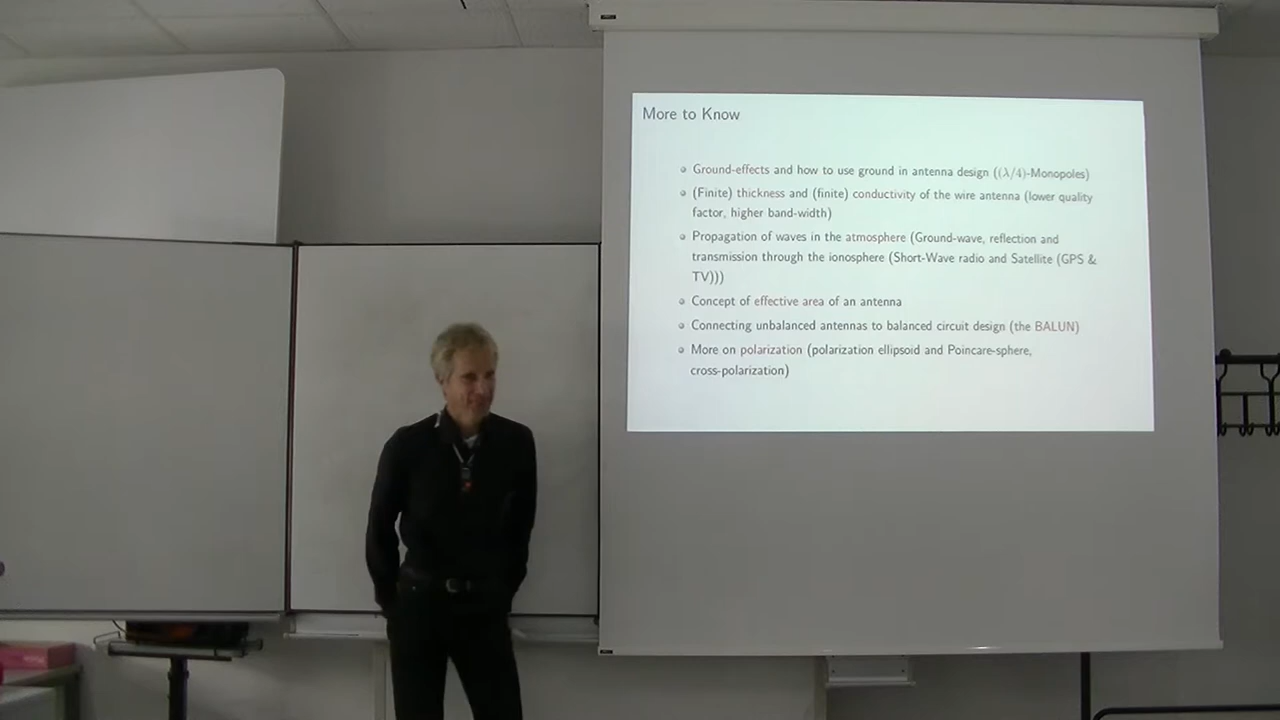 More to Know
Ground-effects and how to use ground in antenna design ((λ/4)-Monopoles)
(Finite) thickness and (finite) conductivity of the wire antenna (lower quality
factor, higher band-width)
Propagation of waves in the atmosphere (Ground-wave, reflection and
transmission through the ionosphere (Short-Wave radio and Satellite (GPS &
TV)))
Concept of effective area of an antenna
Connecting unbalanced antennas to balanced circuit design (the BALUN)
More on polarization (polarization ellipsoid and Poincare-sphere,
cross-polarization)